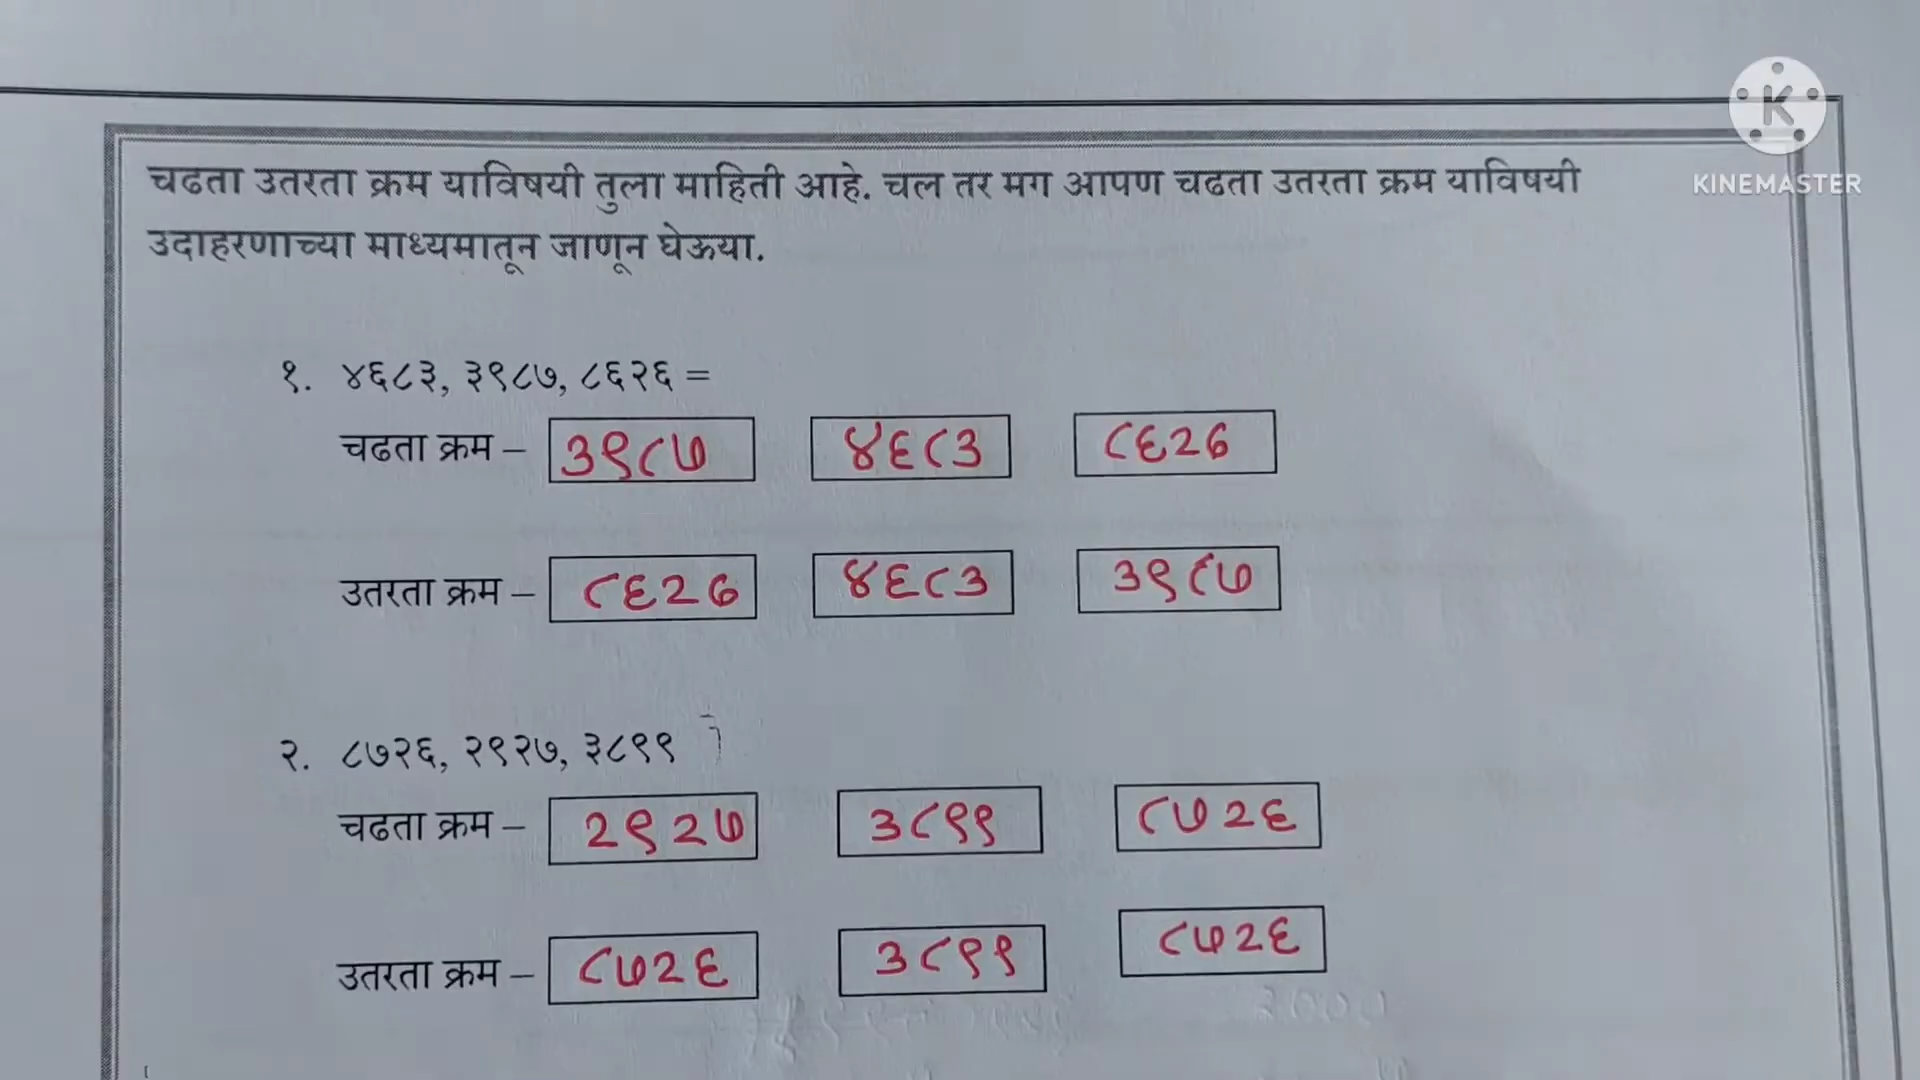 KINEMASTER
चढता उतरता क्रम याविषयी तुला माहिती आहे. चल तर मग आपण चढता उतरता क्रम याविषयी
उदाहरणाच्या माध्यमातून जाणून घेऊया.
१. ४६८३, ३९८७, ८६२६ =
चढता क्रम – ३९८७ ४६८३ ८६२६
उतरता क्रम – ८६२६ ४६८३ ३९८७
२. ८७२६, २९२७, ३८९९
चढता क्रम – २९२७ ३८९९ ८७२६
उतरता क्रम – ८७२६ ३८९९ ८७२६